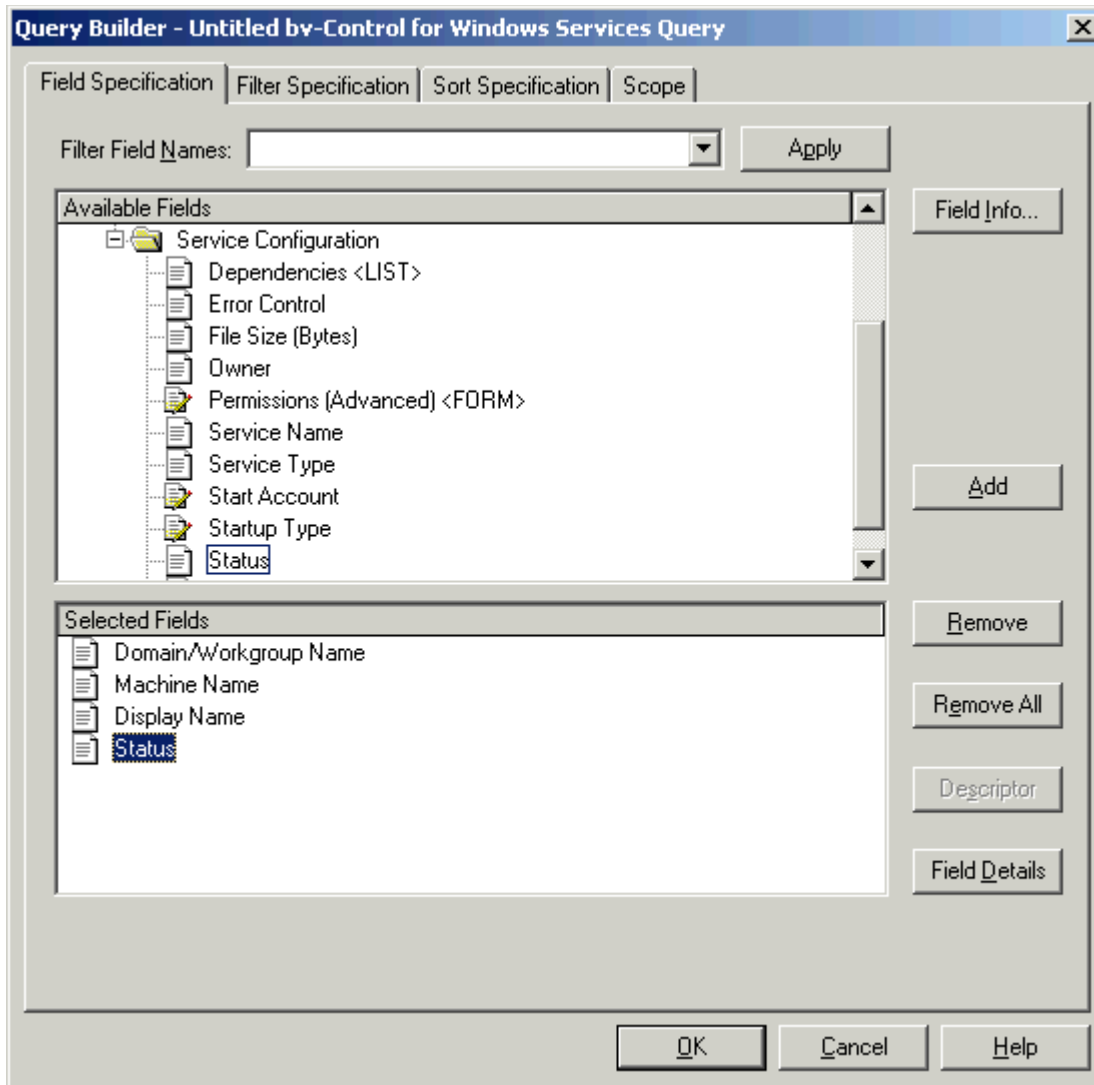 Query Builder - Untitled bv-Control for Windows Services Query
Field Specification Filter Specification Sort Specification Scope
Filter Field Names: Apply
Available Fields
Field Info...
Service Configuration
Dependencies <LIST>
Error Control
File Size (Bytes)
Owner
Permissions (Advanced) <FORM>
Service Name
Service Type
Start Account
Add
Startup Type
Status
Selected Fields
Remove
Domain/Workgroup Name
Machine Name
Remove All
Display Name
Status
Descriptor
Field Details
OK Cancel Help